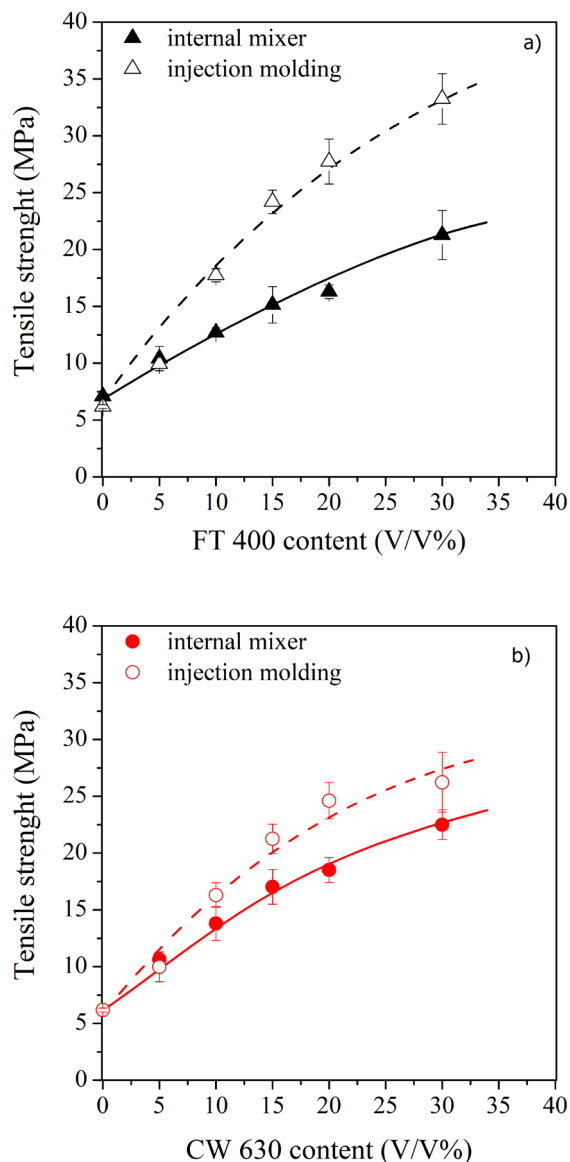 a)
internal mixer
injection molding
40
35
30
25
20
15
10
5
0
Tensile strenght (MPa)
0 5 10 15 20 25 30 35 40
FT 400 content (V/V%)
b)
internal mixer
injection molding
40
35
30
25
20
15
10
5
0
Tensile strenght (MPa)
0 5 10 15 20 25 30 35 40
CW 630 content (V/V%)